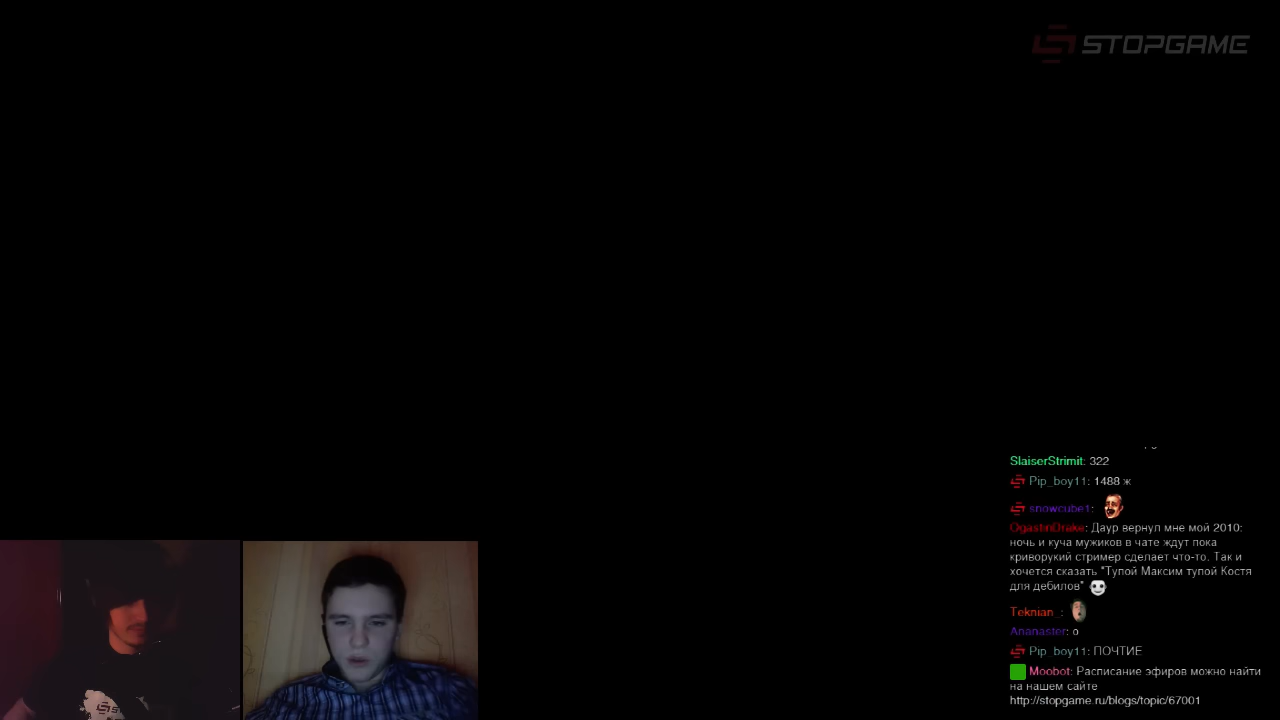 STOPGAME
SlaiserStrimit: 322
Pip_boy11: 1488 ж
snowcube1:
OgastinDrake: Даур вернул мне мой 2010:
ночь и куча мужиков в чате ждут пока
криворукий стример сделает что-то. Так и
хочется сказать "Тупой Максим тупой Костя
для дебилов"
Teknian_:
Ananaster: о
Pip_boy11: ПОЧТИЕ
Moobot: Расписание эфиров можно найти
на нашем сайте
http://stopgame.ru/blogs/topic/67001